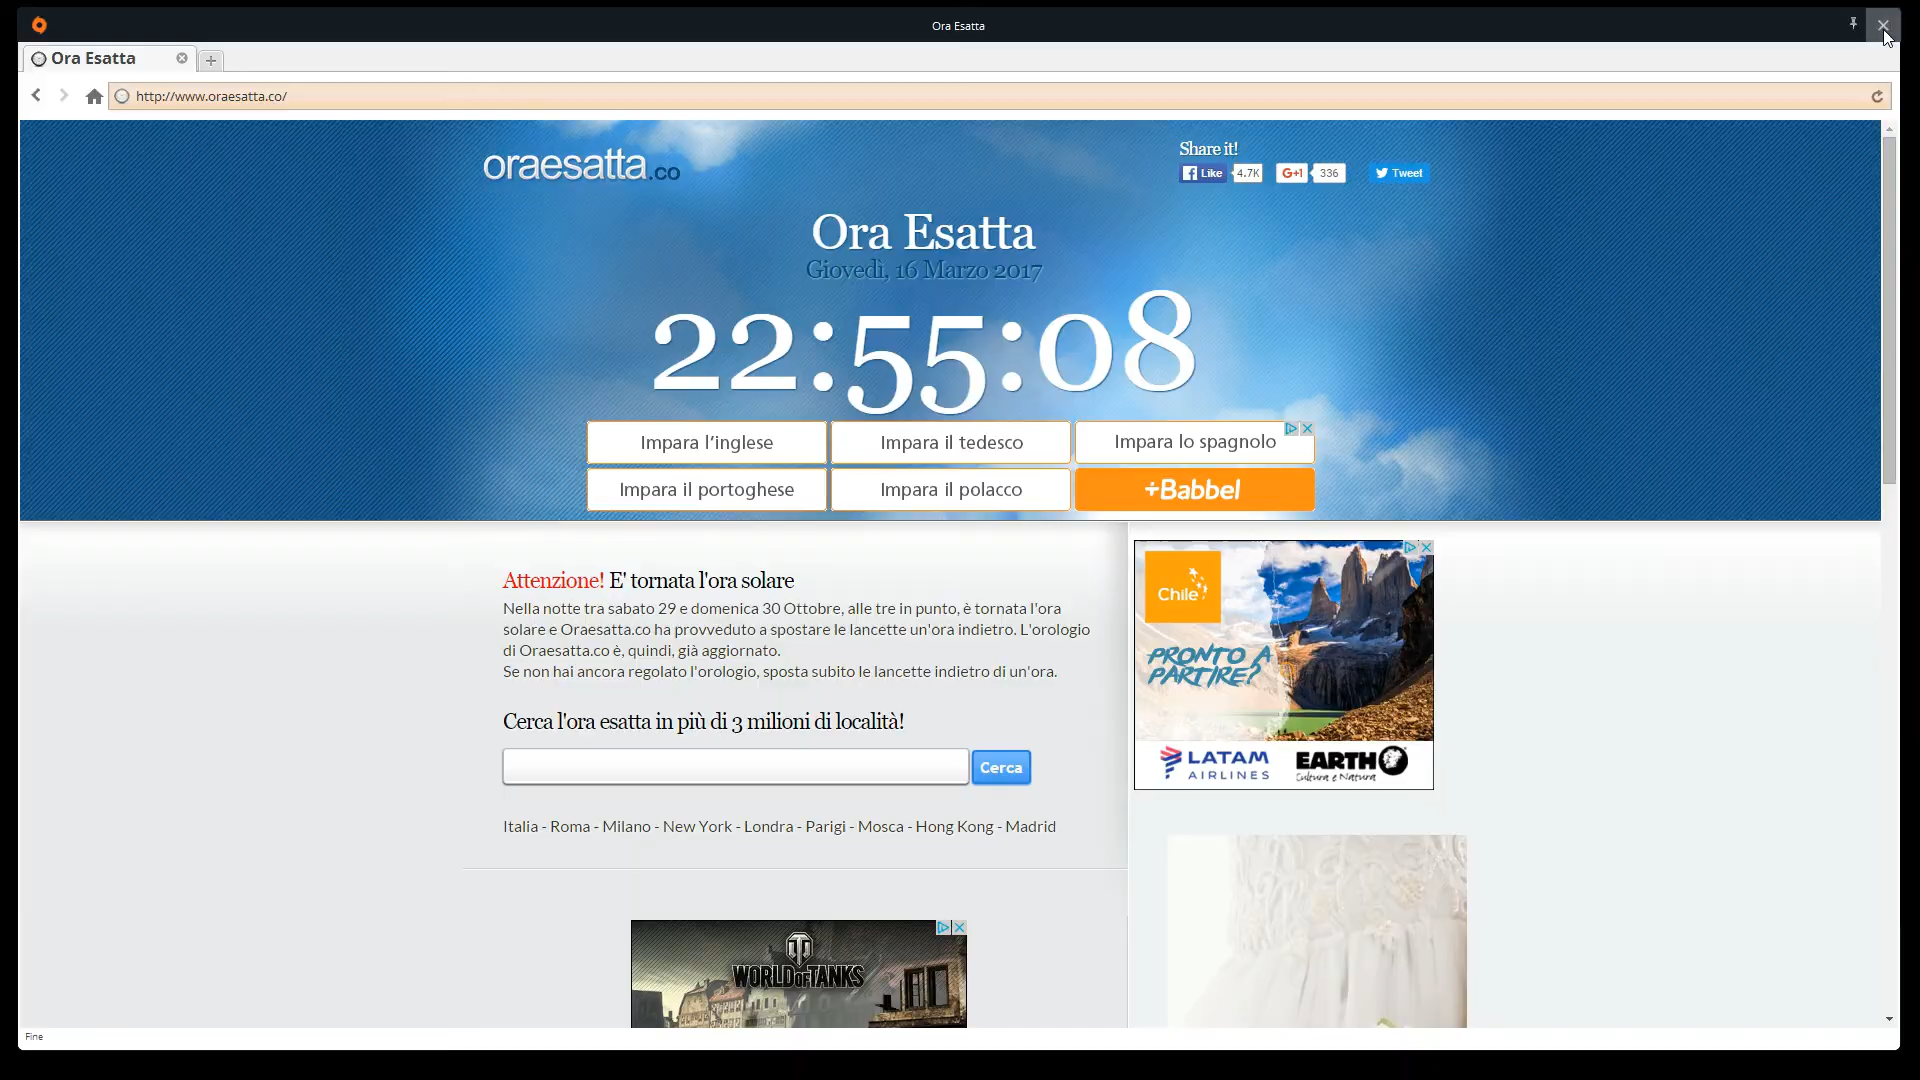 Ora Esatta
Ora Esatta
http://www.oraesatta.co/
oraesatta.co
Share it!
Like 4.7K G+1 336 Tweet
Ora Esatta
Giovedì, 16 Marzo 2017
22:55:08
Impara l'inglese
Impara il tedesco
Impara lo spagnolo
Impara il portoghese
Impara il polacco
+Babbel
Attenzione! E' tornata l'ora solare
Nella notte tra sabato 29 e domenica 30 Ottobre, alle tre in punto, è tornata l'ora
solare e Oraesatta.co ha provveduto a spostare le lancette un'ora indietro. L'orologio
di Oraesatta.co è, quindi, già aggiornato.
Se non hai ancora regolato l'orologio, sposta subito le lancette indietro di un'ora.
Cerca l'ora esatta in più di 3 milioni di località!
Cerca
Italia - Roma - Milano - New York - Londra - Parigi - Mosca - Hong Kong - Madrid
Chile
PRONTO A
PARTIRE?
LATAM
AIRLINES
EARTH
Cultura e Natura
WORLD OF TANKS
Fine